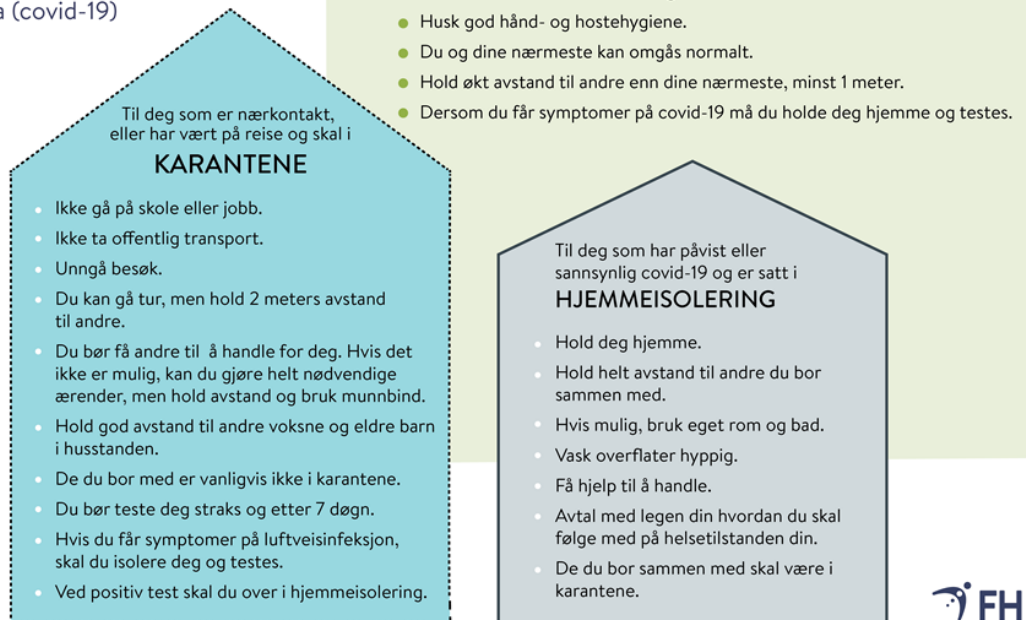 (covid-19)
Husk god hånd- og hostehygiene.
Du og dine nærmeste kan omgås normalt.
Hold økt avstand til andre enn dine nærmeste, minst 1 meter.
Dersom du får symptomer på covid-19 må du holde deg hjemme og testes.
Til deg som er nærkontakt,
eller har vært på reise og skal i
KARANTENE
Ikke gå på skole eller jobb.
Ikke ta offentlig transport.
Unngå besøk.
Du kan gå tur, men hold 2 meters avstand
til andre.
Du bør få andre til å handle for deg. Hvis det
ikke er mulig, kan du gjøre helt nødvendige
ærender, men hold avstand og bruk munnbind.
Hold god avstand til andre voksne og eldre barn
i husstanden.
De du bor med er vanligvis ikke i karantene.
Du bør teste deg straks og etter 7 døgn.
Hvis du får symptomer på luftveisinfeksjon,
skal du isolere deg og testes.
Ved positiv test skal du over i hjemmeisolering.
Til deg som har påvist eller
sannsynlig covid-19 og er satt i
HJEMMEISOLERING
Hold deg hjemme.
Hold helt avstand til andre du bor
sammen med.
Hvis mulig, bruk eget rom og bad.
Vask overflater hyppig.
Få hjelp til å handle.
Avtal med legen din hvordan du skal
følge med på helsetilstanden din.
De du bor sammen med skal være i
karantene.
FH